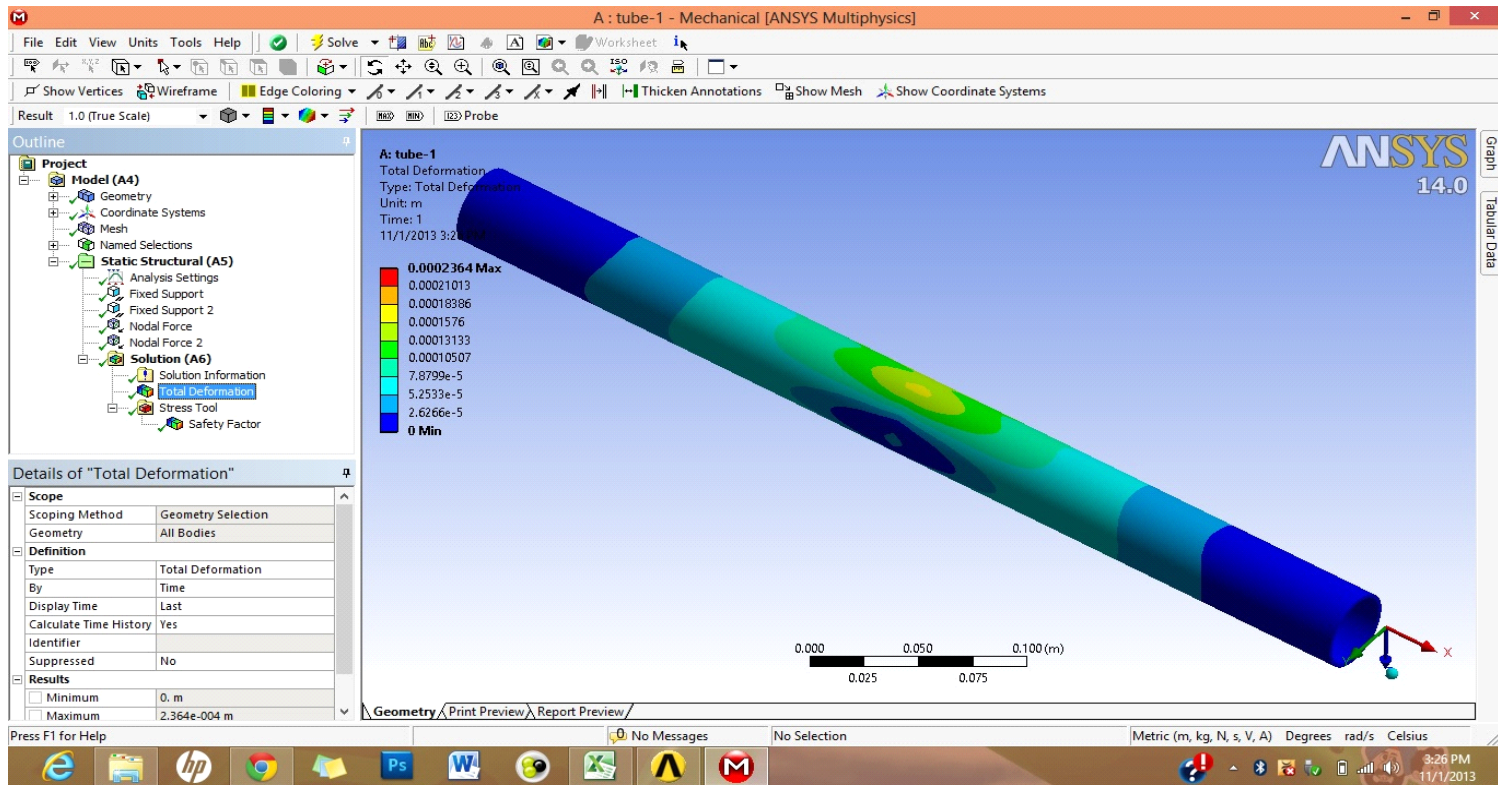 A : tube-1 - Mechanical [ANSYS Multiphysics]
File Edit View Units Tools Help Solve Worksheet
Show Vertices Wireframe Edge Coloring Thicken Annotations Show Mesh Show Coordinate Systems
Result 1.0 (True Scale) MAX MIN 123 Probe
Outline
Project
Model (A4)
Geometry
Coordinate Systems
Mesh
Named Selections
Static Structural (A5)
Analysis Settings
Fixed Support
Fixed Support 2
Nodal Force
Nodal Force 2
Solution (A6)
Solution Information
Total Deformation
Stress Tool
Safety Factor
Details of "Total Deformation"
Scope
Scoping Method Geometry Selection
Geometry All Bodies
Definition
Type Total Deformation
By Time
Display Time Last
Calculate Time History Yes
Identifier
Suppressed No
Results
Minimum 0. m
Maximum 2.364e-004 m
A: tube-1
Total Deformation
Type: Total Deformation
Unit: m
Time: 1
11/1/2013
0.0002364 Max
0.00021013
0.00018386
0.0001576
0.00013133
0.00010507
7.8799e-5
5.2533e-5
2.6266e-5
0 Min
ANSYS
14.0
Graph
Tabular Data
0.000 0.050 0.100 (m)
0.025 0.075
X
Geometry Print Preview Report Preview
Press F1 for Help No Messages No Selection Metric (m, kg, N, s, V, A) Degrees rad/s Celsius
hp Ps W X M
3:26 PM
11/1/2013